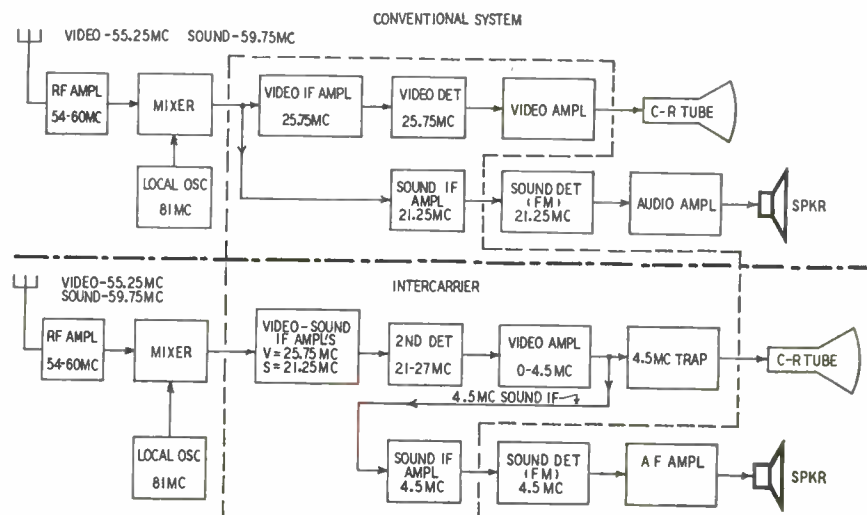 CONVENTIONAL SYSTEM
VIDEO -55.25MC SOUND -59.75MC
RF AMPL
54-60MC
MIXER
VIDEO IF AMPL
25.75MC
VIDEO DET
25.75MC
VIDEO AMPL
C-R TUBE
LOCAL OSC
81MC
SOUND IF
AMPL
21.25MC
SOUND DET
(FM)
21.25MC
AUDIO AMPL
SPKR
VIDEO-55.25MC
SOUND-59.75MC
INTERCARRIER
RF AMPL
54-60MC
MIXER
VIDEO-SOUND
IF AMPL'S
V = 25.75 MC
S = 21.25MC
2ND DET
21-27MC
VIDEO AMPL
0-4.5MC
4.5MC TRAP
C-R TUBE
4.5MC SOUND IF
LOCAL OSC
81MC
SOUND IF
AMPL
4.5MC
SOUND DET
(FM)
4.5MC
A F AMPL
SPKR